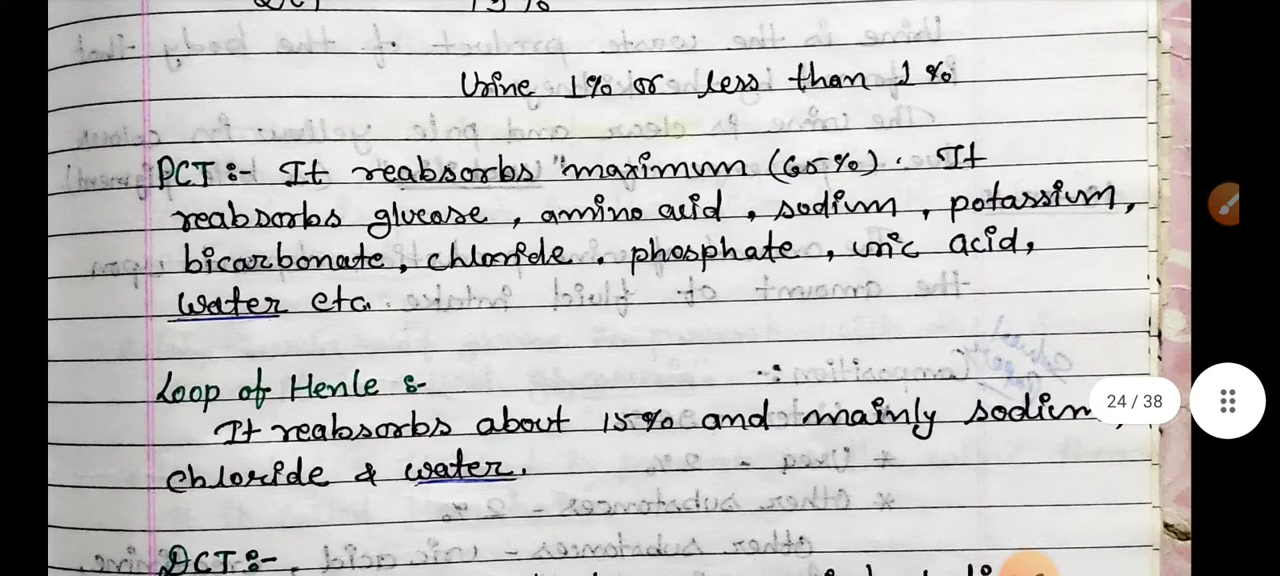 Urine 1% or less than 1%
PCT :- It reabsorbs "maximum (65%). It
reabsorbs glucose, amino acid, sodium, potassium,
bicarbonate, chloride, phosphate, uric acid,
water etc.
Loop of Henle :-
It reabsorbs about 15% and mainly sodium,
chloride & water.
DCT :-
24 / 38